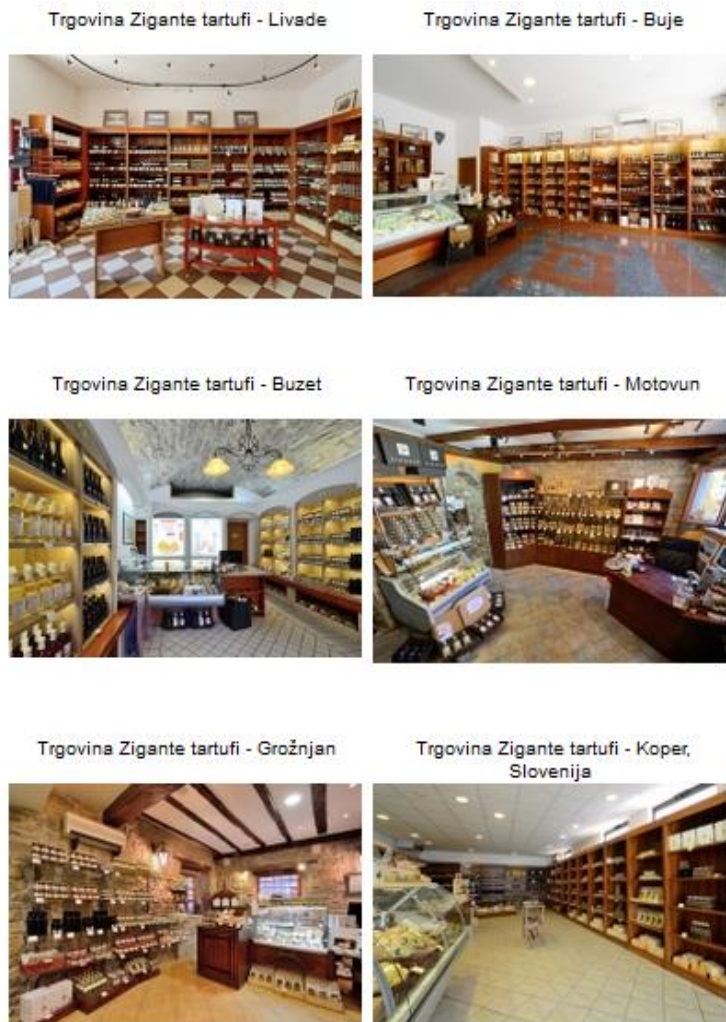 Trgovina Zigante tartufi - Livade
Trgovina Zigante tartufi - Buje
Trgovina Zigante tartufi - Buzet
Trgovina Zigante tartufi - Motovun
Trgovina Zigante tartufi - Grožnjan
Trgovina Zigante tartufi - Koper,
Slovenija